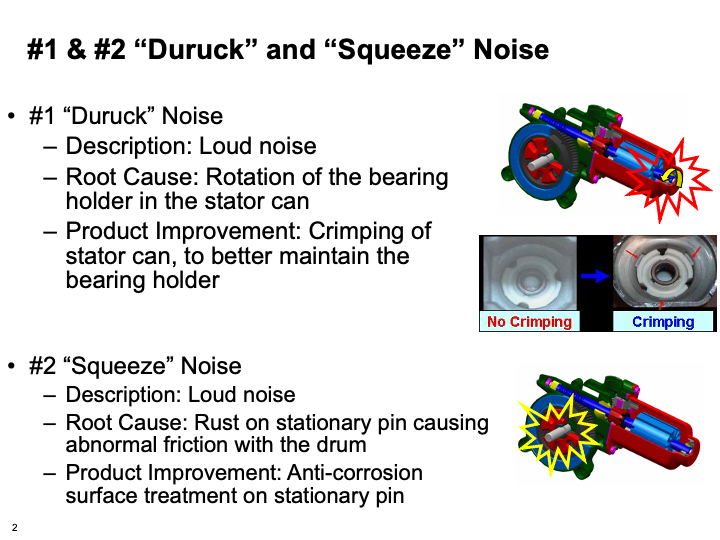 #1 & #2 “Duruck” and “Squeeze” Noise
• #1 “Duruck” Noise
– Description: Loud noise
– Root Cause: Rotation of the bearing
holder in the stator can
– Product Improvement: Crimping of
stator can, to better maintain the
bearing holder
No Crimping
Crimping
• #2 “Squeeze” Noise
– Description: Loud noise
– Root Cause: Rust on stationary pin causing
abnormal friction with the drum
– Product Improvement: Anti-corrosion
surface treatment on stationary pin
2